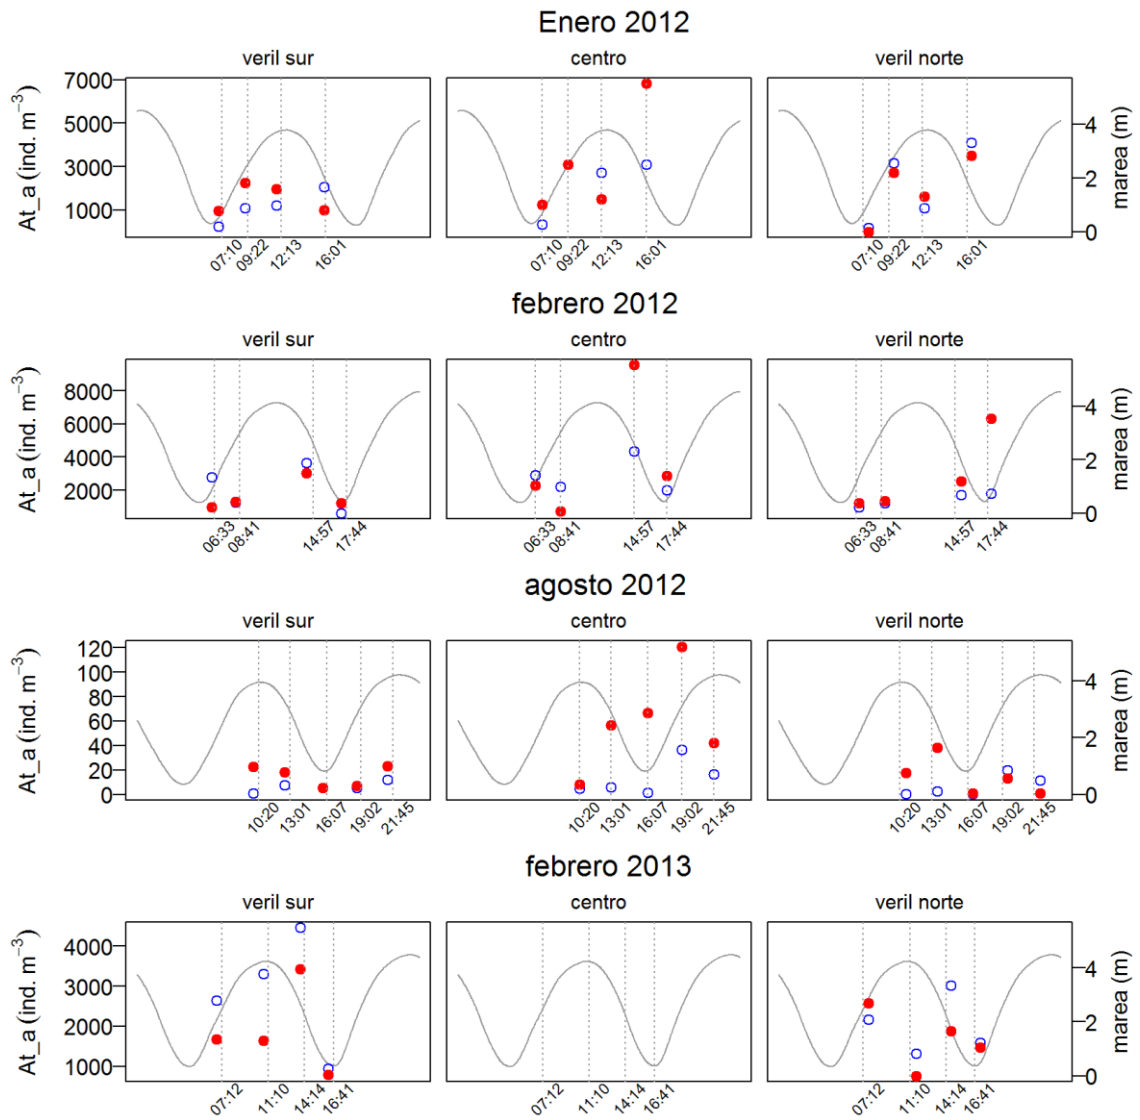 Enero 2012
veril sur centro veril norte
At_a (ind. m⁻³)
7000
5000
3000
1000
4
2
0
marea (m)
07:10 09:22 12:13 16:01 07:10 09:22 12:13 16:01 07:10 09:22 12:13 16:01
febrero 2012
veril sur centro veril norte
At_a (ind. m⁻³)
8000
6000
4000
2000
4
2
0
marea (m)
06:33 08:41 14:57 17:44 06:33 08:41 14:57 17:44 06:33 08:41 14:57 17:44
agosto 2012
veril sur centro veril norte
At_a (ind. m⁻³)
120
100
80
60
40
20
0
4
2
0
marea (m)
10:20 13:01 16:07 19:02 21:45 10:20 13:01 16:07 19:02 21:45 10:20 13:01 16:07 19:02 21:45
febrero 2013
veril sur centro veril norte
At_a (ind. m⁻³)
4000
3000
2000
1000
4
2
0
marea (m)
07:12 11:10 14:14 16:41 07:12 11:10 14:14 16:41 07:12 11:10 14:14 16:41